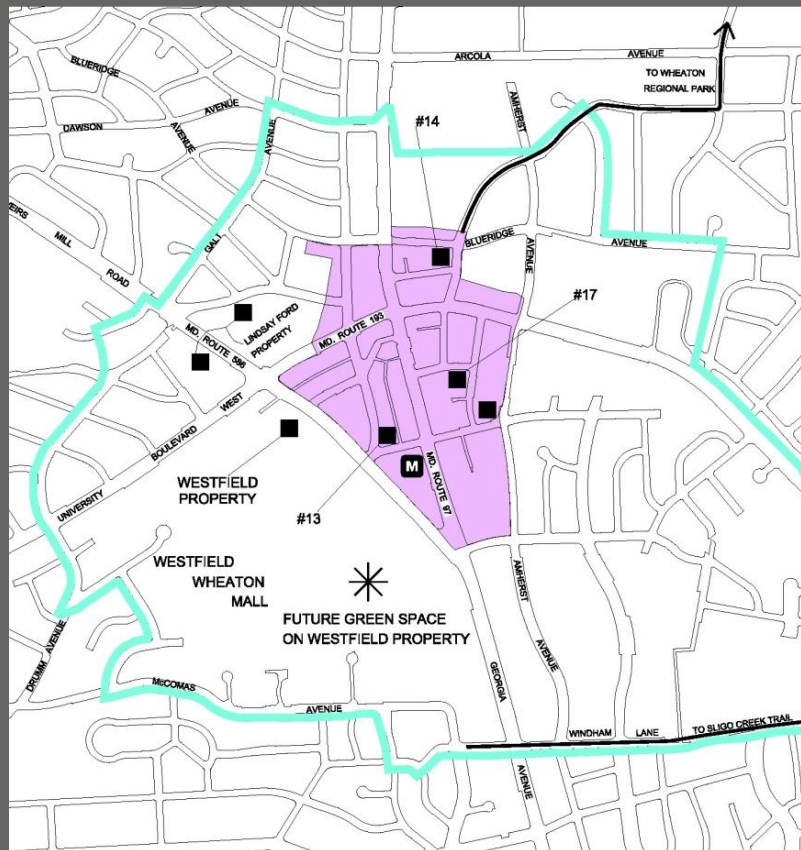 ARCOLA AVENUE
BLUERIDGE
AVENUE
TO WHEATON
REGIONAL PARK
DAWSON AVENUE
AVENUE
AMHERST
#14
GALT
VEIRS
MILL
ROAD
BLUERIDGE
AVENUE
AVENUE
#17
LINDSAY FORD
PROPERTY
MD. ROUTE 193
MD. ROUTE 586
UNIVERSITY BOULEVARD WEST
M
MD. ROUTE 97
WESTFIELD
PROPERTY
#13
WESTFIELD
WHEATON
MALL
FUTURE GREEN SPACE
ON WESTFIELD PROPERTY
AMHERST
AVENUE
DRUMM AVENUE
McCOMAS
AVENUE
GEORGIA
AVENUE
WINDHAM LANE
TO SLIGO CREEK TRAIL